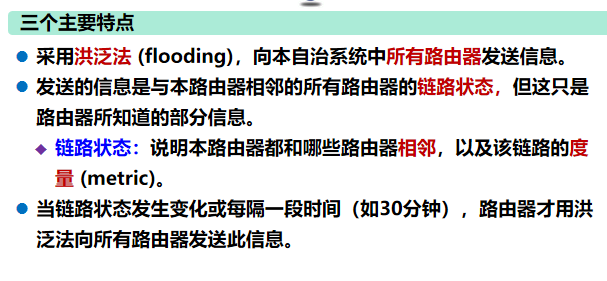 三个主要特点
采用洪泛法 (flooding)，向本自治系统中所有路由器发送信息。
发送的信息是与本路由器相邻的所有路由器的链路状态，但这只是
路由器所知道的部分信息。
链路状态：说明本路由器都和哪些路由器相邻，以及该链路的度
量 (metric)。
当链路状态发生变化或每隔一段时间（如30分钟），路由器才用洪
泛法向所有路由器发送此信息。